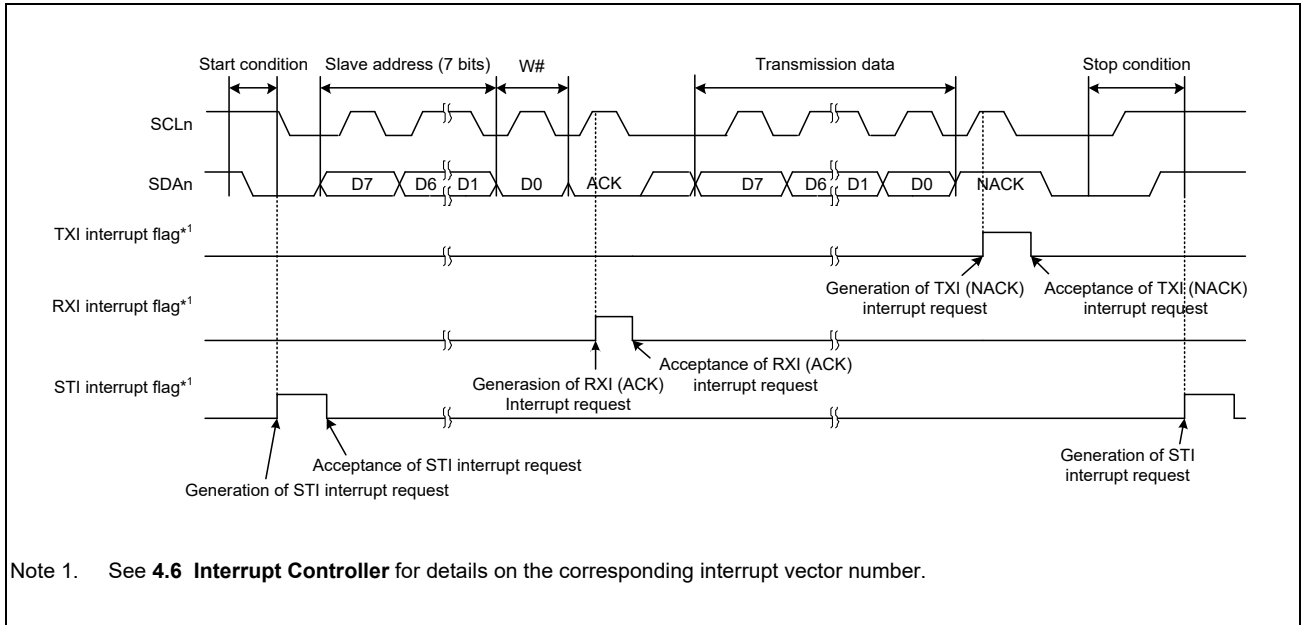 Start condition
Slave address (7 bits)
W#
Transmission data
Stop condition
SCLn
SDAn
D7
D6
D1
D0
ACK
D7
D6
D1
D0
NACK
TXI interrupt flag*1
Generation of TXI (NACK)
interrupt request
Acceptance of TXI (NACK)
interrupt request
RXI interrupt flag*1
Generasion of RXI (ACK)
Interrupt request
Acceptance of RXI (ACK)
interrupt request
STI interrupt flag*1
Acceptance of STI interrupt request
Generation of STI interrupt request
Generation of STI
interrupt request
Note 1. See 4.6 Interrupt Controller for details on the corresponding interrupt vector number.